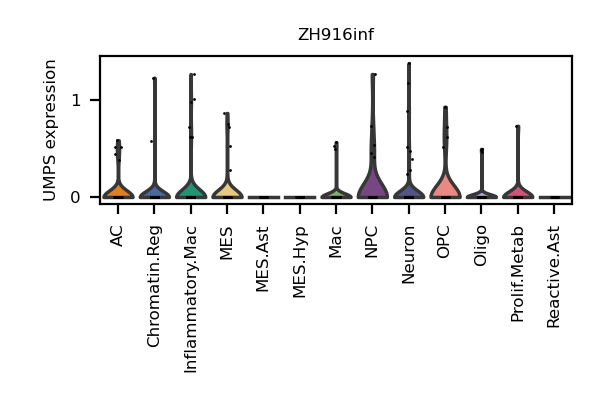 ZH916inf
UMPS expression
1
0
AC
Chromatin.Reg
Inflammatory.Mac
MES
MES.Ast
MES.Hyp
Mac
NPC
Neuron
OPC
Oligo
Prolif.Metab
Reactive.Ast